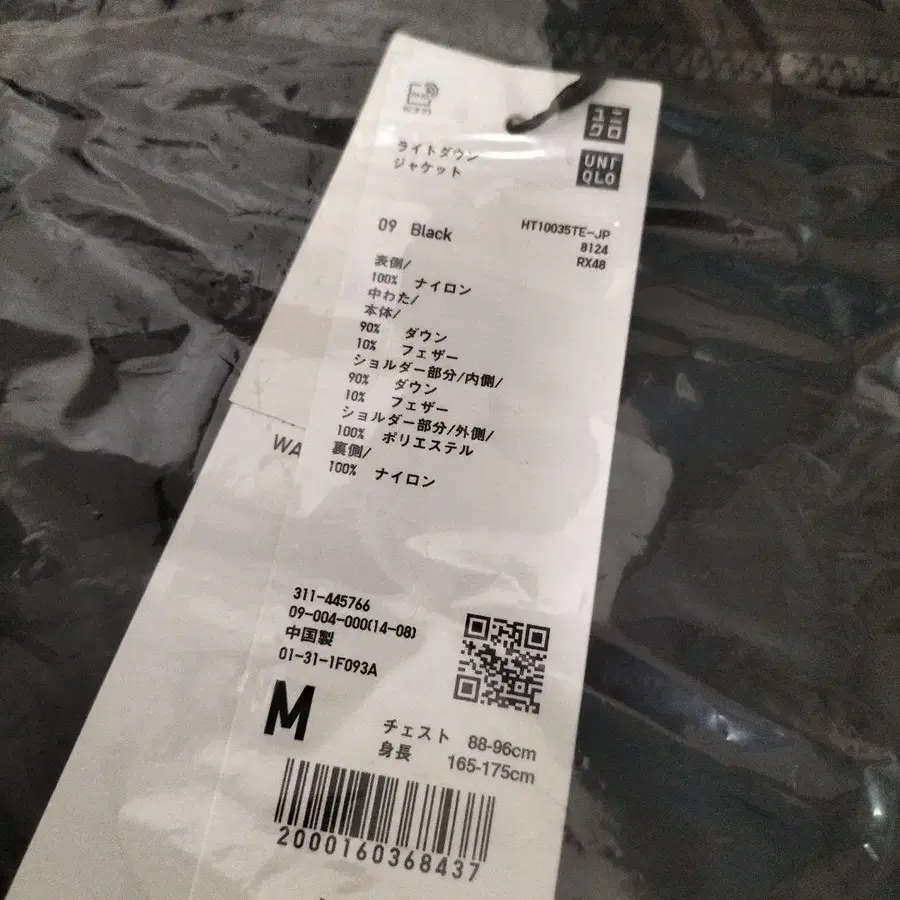 ユニ
クロ
UNI
QLO
ライトダウン
ジャケット
09 Black
HT10035TE-JP
8124
RX48
表側/
100% ナイロン
中わた/
本体/
90% ダウン
10% フェザー
ショルダー部分/内側/
90% ダウン
10% フェザー
ショルダー部分/外側/
100% ポリエステル
裏側/
100% ナイロン
WA
311-445766
09-004-000(14-08)
中国製
01-31-1F093A
M
チェスト 88-96cm
身長 165-175cm
2000160368437